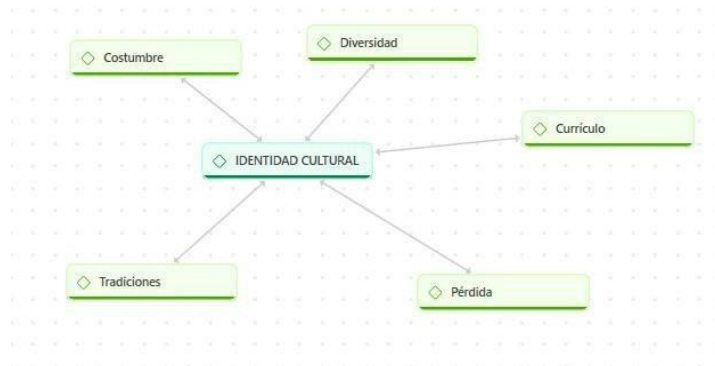 Diversidad
Costumbre
Currículo
IDENTIDAD CULTURAL
Tradiciones
Pérdida